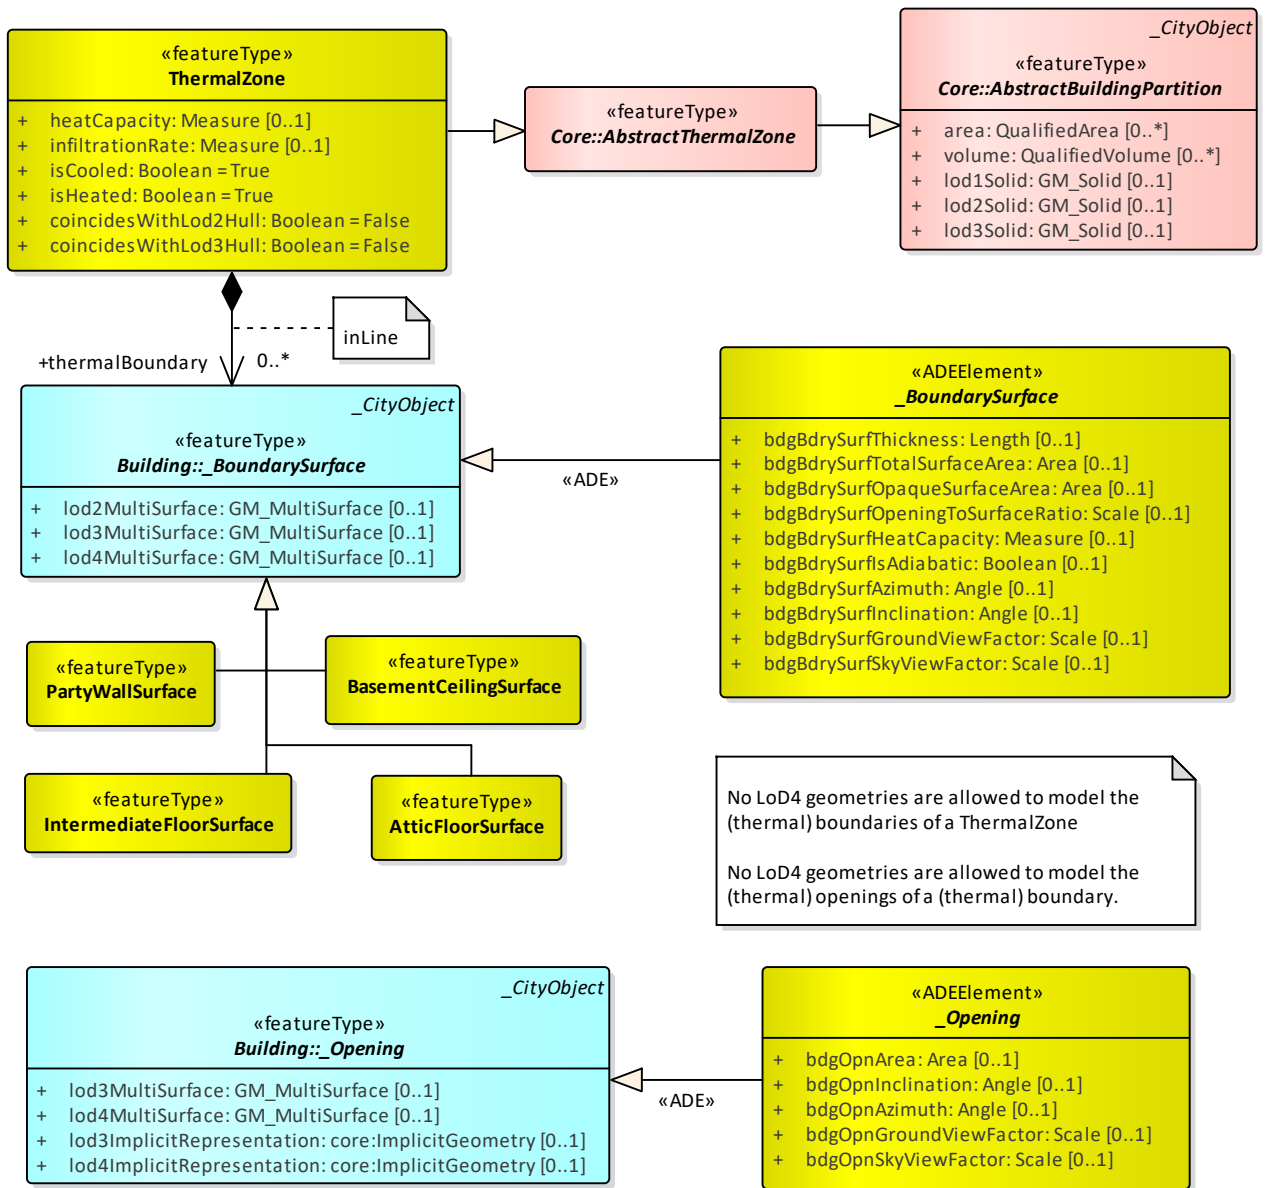 «featureType»
ThermalZone
+ heatCapacity: Measure [0..1]
+ infiltrationRate: Measure [0..1]
+ isCooled: Boolean = True
+ isHeated: Boolean = True
+ coincidesWithLod2Hull: Boolean = False
+ coincidesWithLod3Hull: Boolean = False
«featureType»
Core::AbstractThermalZone
_CityObject
«featureType»
Core::AbstractBuildingPartition
+ area: QualifiedArea [0..*]
+ volume: QualifiedVolume [0..*]
+ lod1Solid: GM_Solid [0..1]
+ lod2Solid: GM_Solid [0..1]
+ lod3Solid: GM_Solid [0..1]
inLine
+thermalBoundary 0..*
_CityObject
«featureType»
Building::_BoundarySurface
+ lod2MultiSurface: GM_MultiSurface [0..1]
+ lod3MultiSurface: GM_MultiSurface [0..1]
+ lod4MultiSurface: GM_MultiSurface [0..1]
«ADE»
«ADEElement»
_BoundarySurface
+ bdgBdrySurfThickness: Length [0..1]
+ bdgBdrySurfTotalSurfaceArea: Area [0..1]
+ bdgBdrySurfOpaqueSurfaceArea: Area [0..1]
+ bdgBdrySurfOpeningToSurfaceRatio: Scale [0..1]
+ bdgBdrySurfHeatCapacity: Measure [0..1]
+ bdgBdrySurfIsAdiabatic: Boolean [0..1]
+ bdgBdrySurfAzimuth: Angle [0..1]
+ bdgBdrySurfInclination: Angle [0..1]
+ bdgBdrySurfGroundViewFactor: Scale [0..1]
+ bdgBdrySurfSkyViewFactor: Scale [0..1]
«featureType»
PartyWallSurface
«featureType»
BasementCeilingSurface
«featureType»
IntermediateFloorSurface
«featureType»
AtticFloorSurface
No LoD4 geometries are allowed to model the
(thermal) boundaries of a ThermalZone
No LoD4 geometries are allowed to model the
(thermal) openings of a (thermal) boundary.
_CityObject
«featureType»
Building::_Opening
+ lod3MultiSurface: GM_MultiSurface [0..1]
+ lod4MultiSurface: GM_MultiSurface [0..1]
+ lod3ImplicitRepresentation: core:ImplicitGeometry [0..1]
+ lod4ImplicitRepresentation: core:ImplicitGeometry [0..1]
«ADE»
«ADEElement»
_Opening
+ bdgOpnArea: Area [0..1]
+ bdgOpnInclination: Angle [0..1]
+ bdgOpnAzimuth: Angle [0..1]
+ bdgOpnGroundViewFactor: Scale [0..1]
+ bdgOpnSkyViewFactor: Scale [0..1]